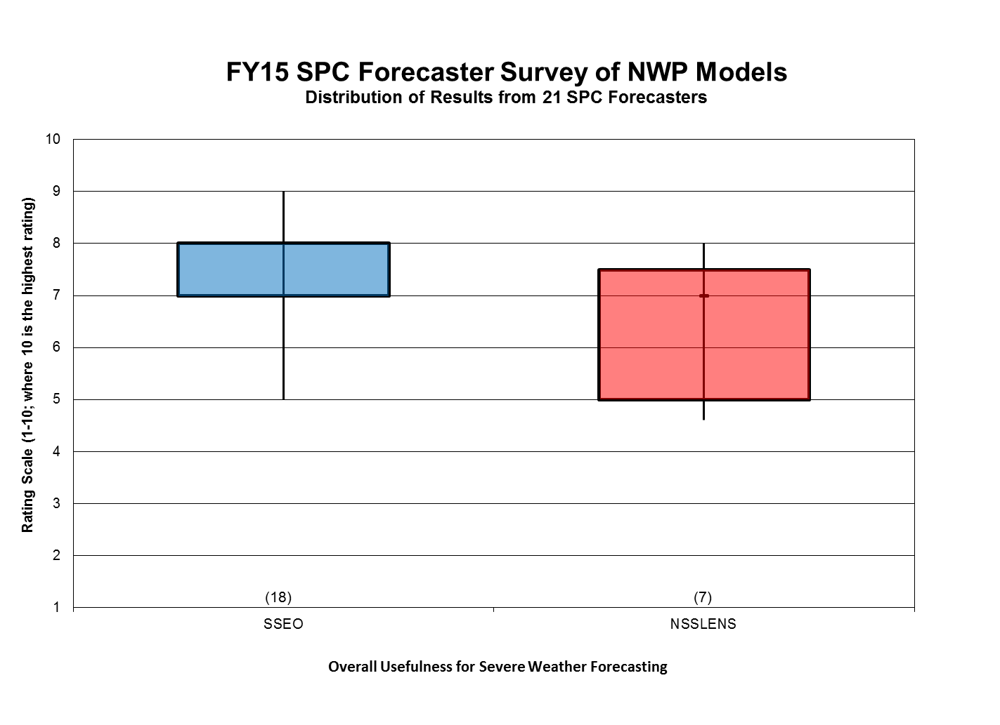 FY15 SPC Forecaster Survey of NWP Models
Distribution of Results from 21 SPC Forecasters
Rating Scale (1-10; where 10 is the highest rating)
10
9
8
7
6
5
4
3
2
1
(18)
(7)
SSEO
NSSLENS
Overall Usefulness for Severe Weather Forecasting